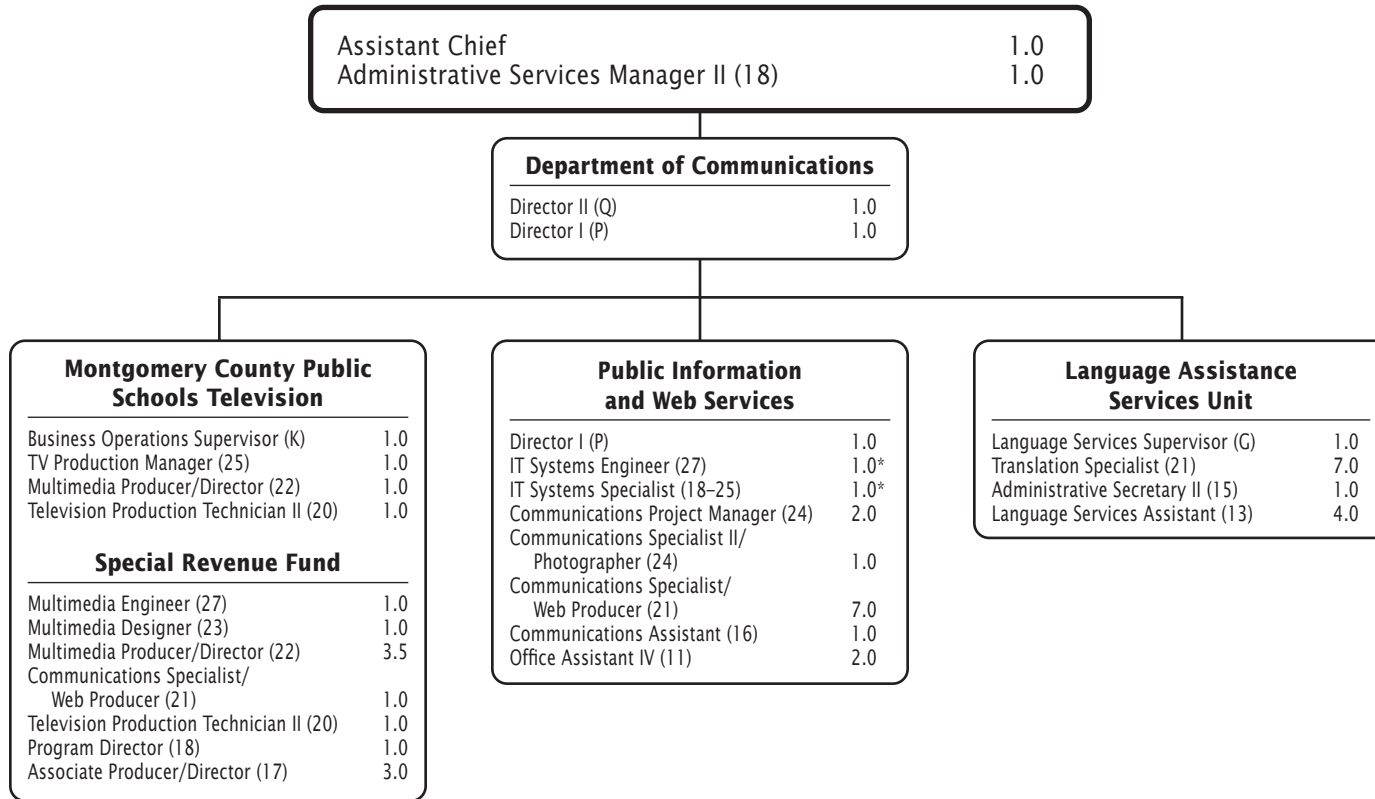 Assistant Chief 1.0
Administrative Services Manager II (18) 1.0
Department of Communications
Director II (Q) 1.0
Director I (P) 1.0
Montgomery County Public
Schools Television
Business Operations Supervisor (K) 1.0
TV Production Manager (25) 1.0
Multimedia Producer/Director (22) 1.0
Television Production Technician II (20) 1.0
Special Revenue Fund
Multimedia Engineer (27) 1.0
Multimedia Designer (23) 1.0
Multimedia Producer/Director (22) 3.5
Communications Specialist/
Web Producer (21) 1.0
Television Production Technician II (20) 1.0
Program Director (18) 1.0
Associate Producer/Director (17) 3.0
Public Information
and Web Services
Director I (P) 1.0
IT Systems Engineer (27) 1.0*
IT Systems Specialist (18–25) 1.0*
Communications Project Manager (24) 2.0
Communications Specialist II/
Photographer (24) 1.0
Communications Specialist/
Web Producer (21) 7.0
Communications Assistant (16) 1.0
Office Assistant IV (11) 2.0
Language Assistance
Services Unit
Language Services Supervisor (G) 1.0
Translation Specialist (21) 7.0
Administrative Secretary II (15) 1.0
Language Services Assistant (13) 4.0